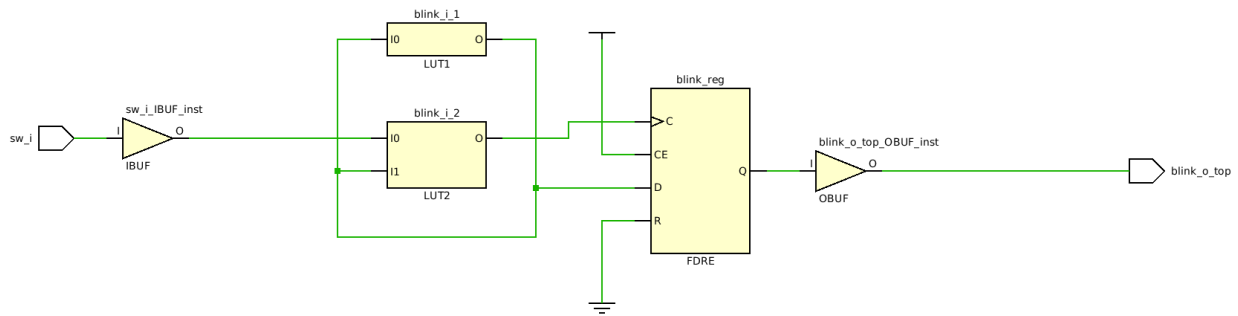 blink_i_1
I0
O
LUT1
sw_i
sw_i_IBUF_inst
I
O
IBUF
blink_i_2
I0
O
I1
LUT2
blink_reg
C
CE
D
Q
R
FDRE
blink_o_top_OBUF_inst
I
O
OBUF
blink_o_top